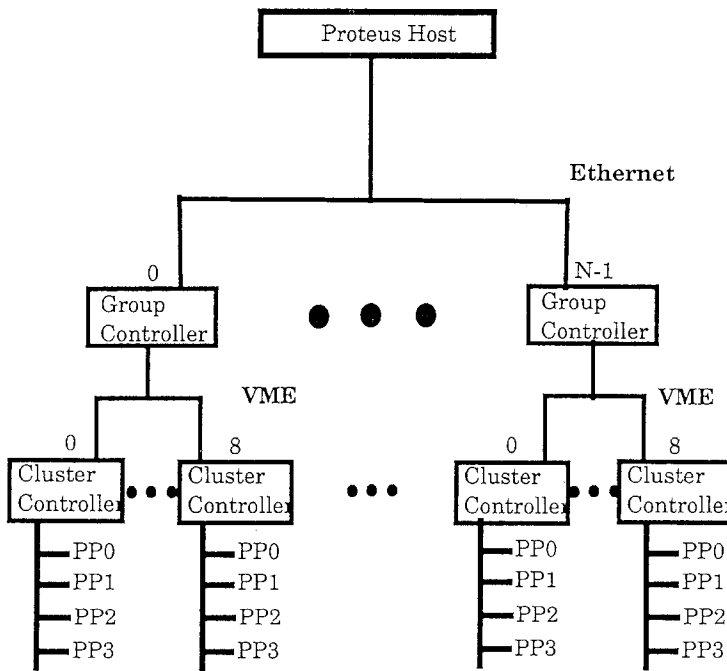 Proteus Host
Ethernet
0
N-1
Group
Controller
Group
Controller
VME
VME
0
8
0
8
Cluster
Controller
Cluster
Controller
Cluster
Controller
Cluster
Controller
PP0
PP0
PP0
PP0
PP1
PP1
PP1
PP1
PP2
PP2
PP2
PP2
PP3
PP3
PP3
PP3